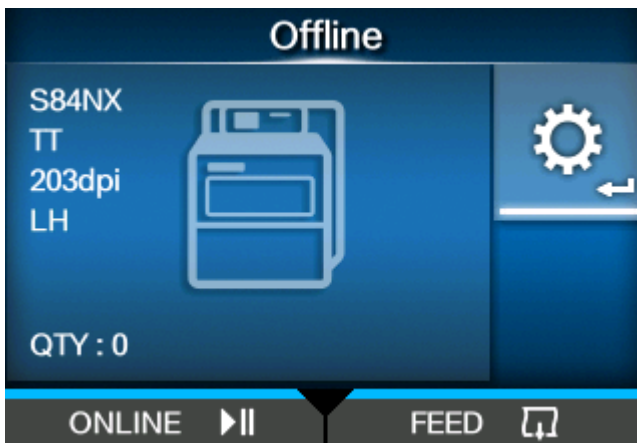 Offline
S84NX
TT
203dpi
LH
QTY : 0
ONLINE
FEED